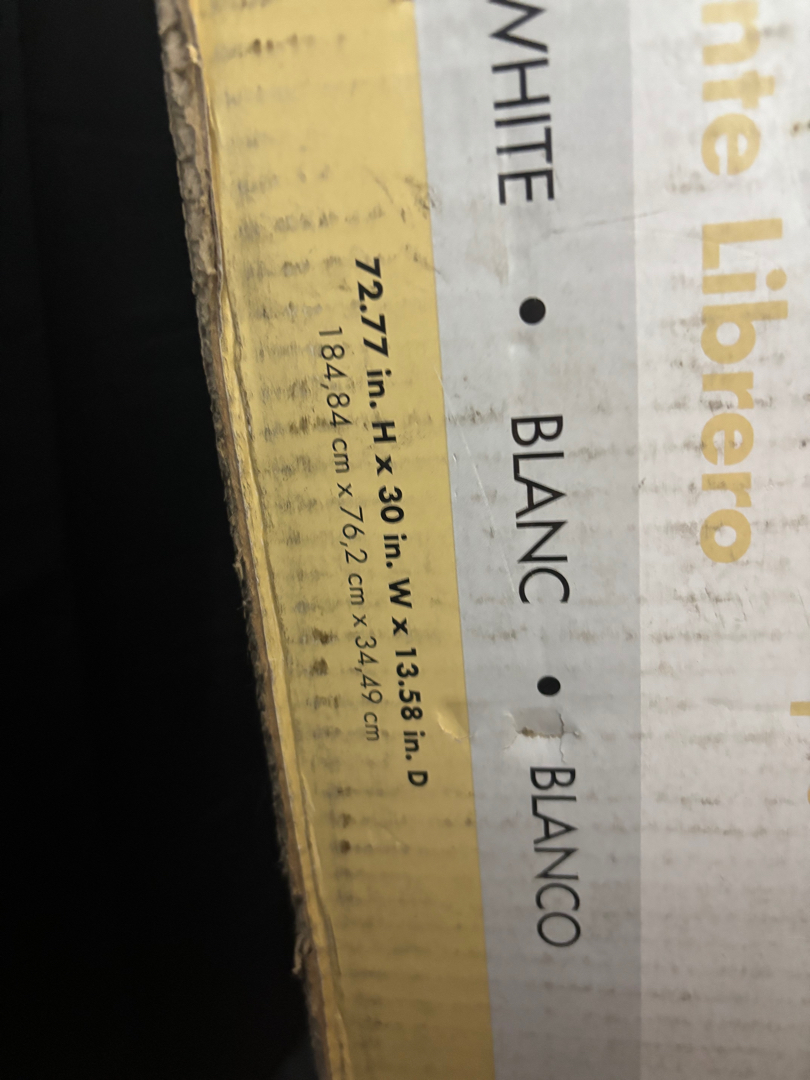 nte Librero
WHITE • BLANC • BLANCO
72.77 in. H x 30 in. W x 13.58 in. D
184,84 cm x 76,2 cm x 34,49 cm